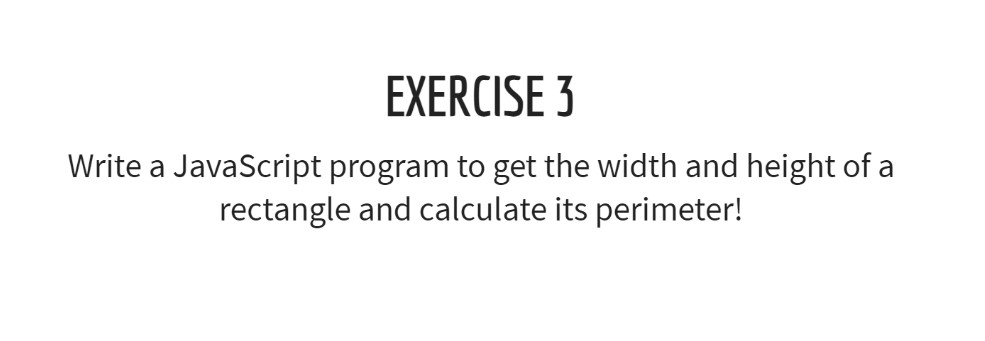 EXERCISE 3
Write a JavaScript program to get the width and height of a
rectangle and calculate its perimeter!